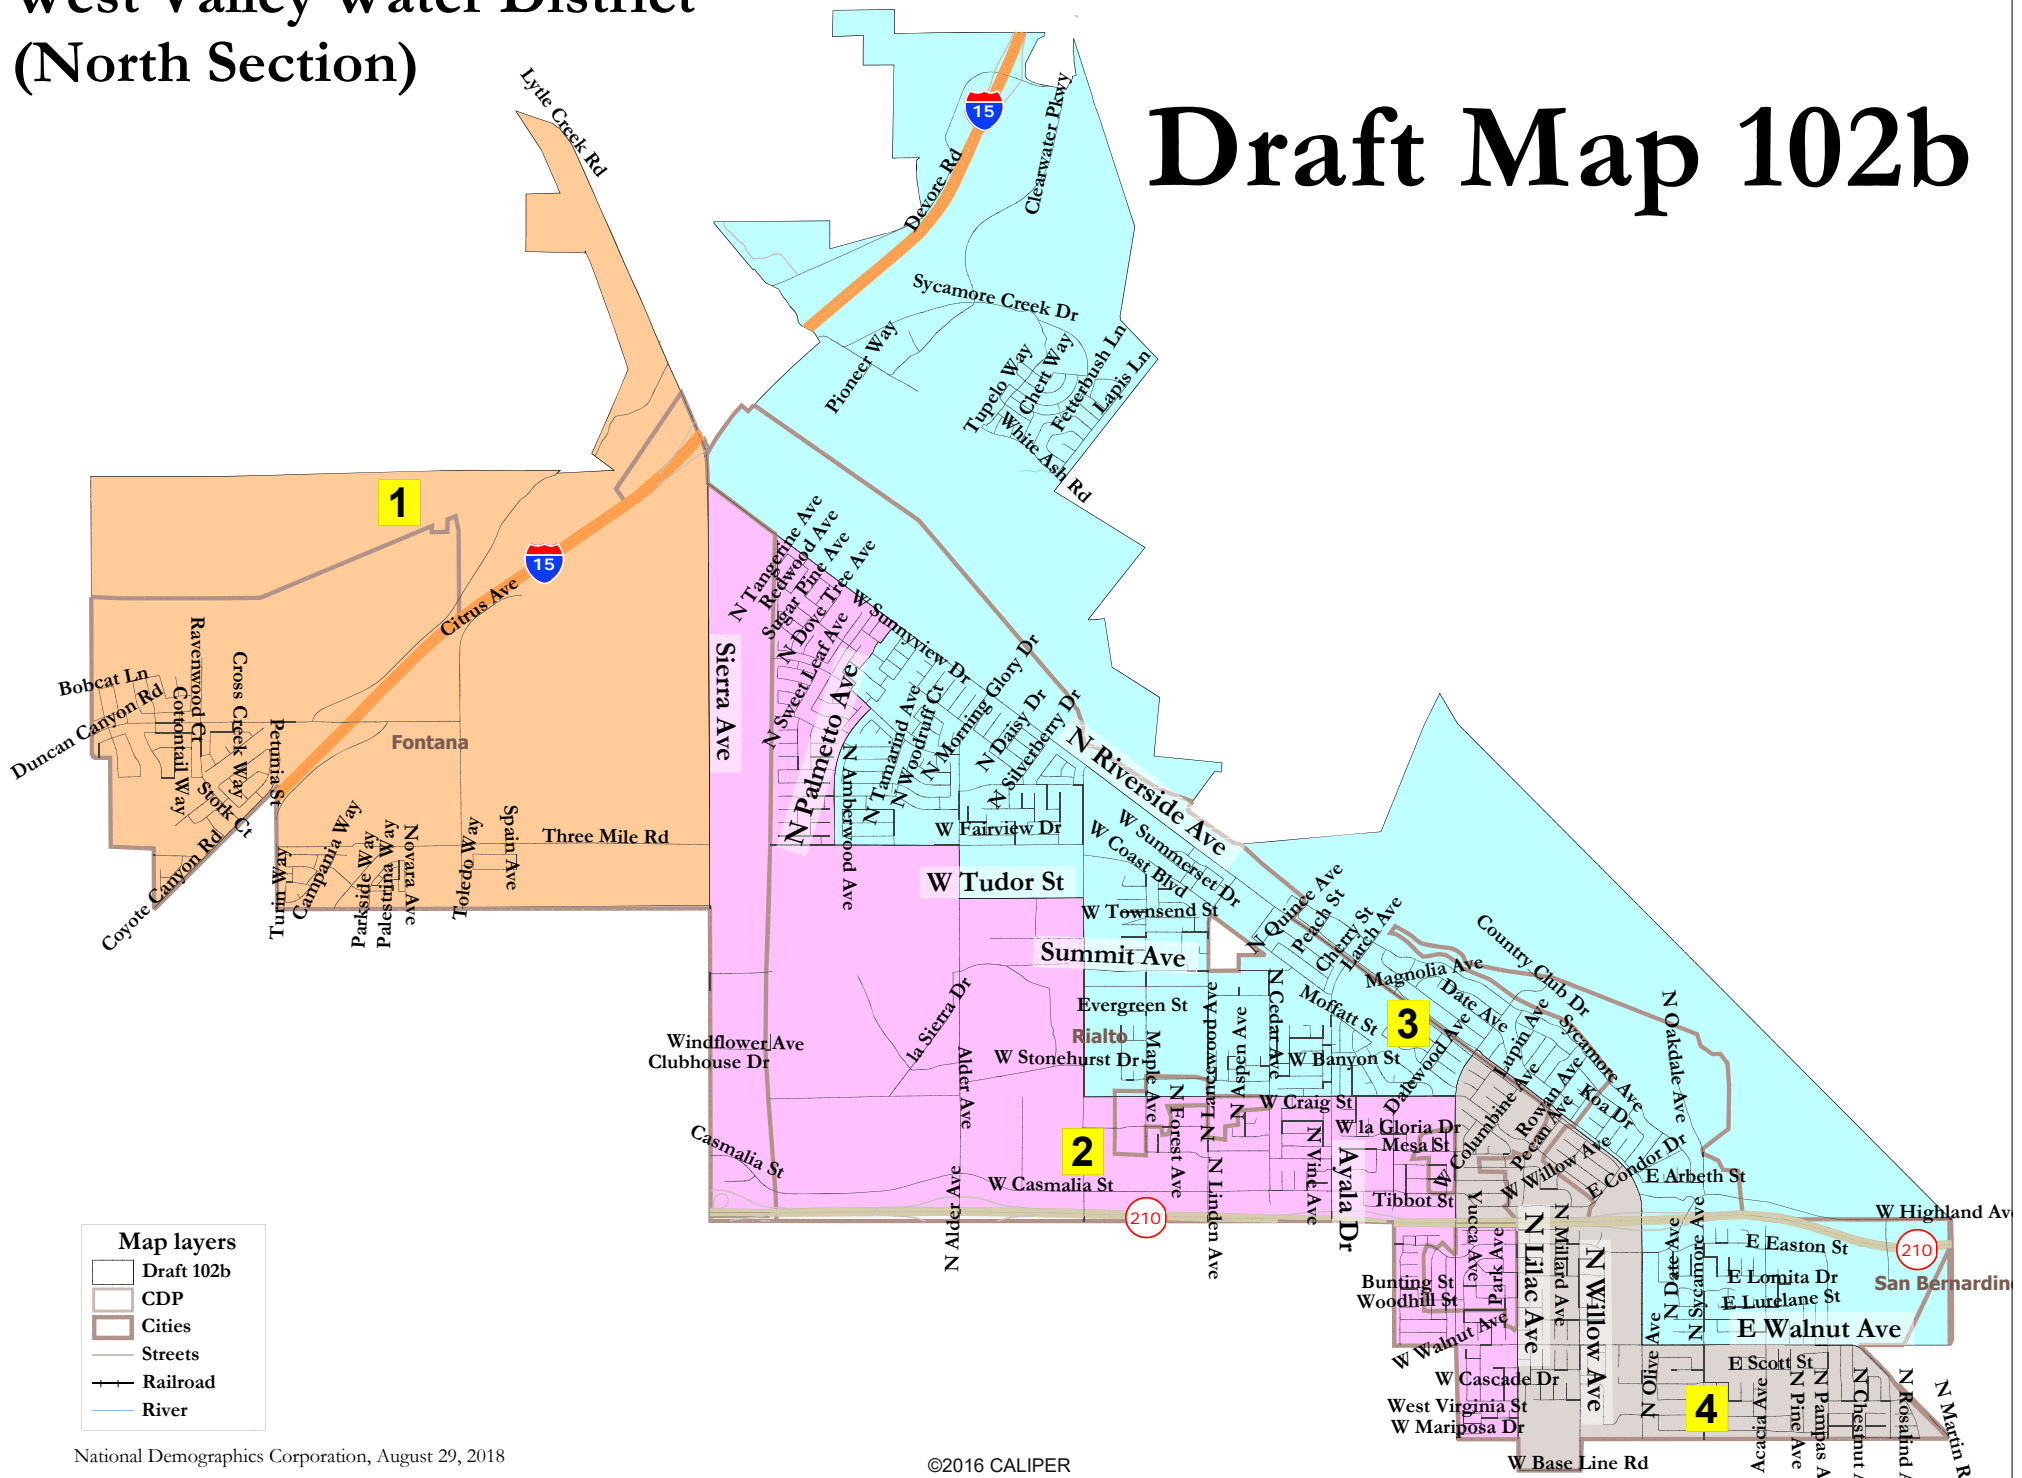 West Valley Water District
(North Section)
Draft Map 102b
Lytle Creek Rd
15
Devore Rd
Clearwater Pkwy
Sycamore Creek Dr
Pioneer Way
Tupelo Way
Chert Way
Fetterbush Ln
Lapis Ln
White Ash Rd
1
15
Citrus Ave
Bobcat Ln
Duncan Canyon Rd
Ravenwood Ct
Cottontail Way
Cross Creek Way
Petunia St
Stork Ct
Coyote Canyon Rd
Fontana
Turin Way
Campania Way
Parkside Way
Palestrina Way
Novara Ave
Toledo Way
Spain Ave
Three Mile Rd
Sierra Ave
N Tangerine Ave
Redwood Ave
Sugar Pine Ave
N Dove Tree Ave
N Sweet Leaf Ave
W Sunnyview Dr
N Palmetto Ave
N Amberwood Ave
N Tamarind Ave
N Woodruff Ct
N Morning Glory Dr
N Daisy Dr
N Silverberry Dr
N Riverside Ave
W Fairview Dr
W Coast Blvd
W Summerset Dr
W Tudor St
W Townsend St
Summit Ave
N Quince Ave
Peach St
Cherry St
Larch Ave
Country Club Dr
Magnolia Ave
Date Ave
Moffatt St
3
Evergreen St
Rialto
W Stonehurst Dr
Maple Ave
N Lancewood Ave
N Aspen Ave
N Cedar Ave
W Banyon St
Dalewood Ave
Lupin Ave
Sycamore Ave
N Oakdale Ave
la Sierra Dr
Alder Ave
Windflower Ave
Clubhouse Dr
Casmalia St
N Alder Ave
2
W Casmalia St
N Forest Ave
N Linden Ave
W Craig St
N Vine Ave
Ayala Dr
W la Gloria Dr
Mesa St
Tibbot St
W Columbine Ave
Rowan Ave
Pecan Ave
Koa Dr
W Willow Ave
E Condor Dr
E Arbeth St
210
W Highland Ave
210
San Bernardino
Yucca Ave
Park Ave
N Lilac Ave
N Millard Ave
N Willow Ave
N Date Ave
N Sycamore Ave
E Easton St
E Lomita Dr
E Lurelane St
E Walnut Ave
Bunting St
Woodhill St
W Walnut Ave
W Cascade Dr
West Virginia St
W Mariposa Dr
W Base Line Rd
N Olive Ave
4
E Scott St
Acacia Ave
N Pine Ave
N Pampas A
N Chestnut A
N Rosalind A
N Martin R
Map layers
Draft 102b
CDP
Cities
Streets
Railroad
River
National Demographics Corporation, August 29, 2018
©2016 CALIPER